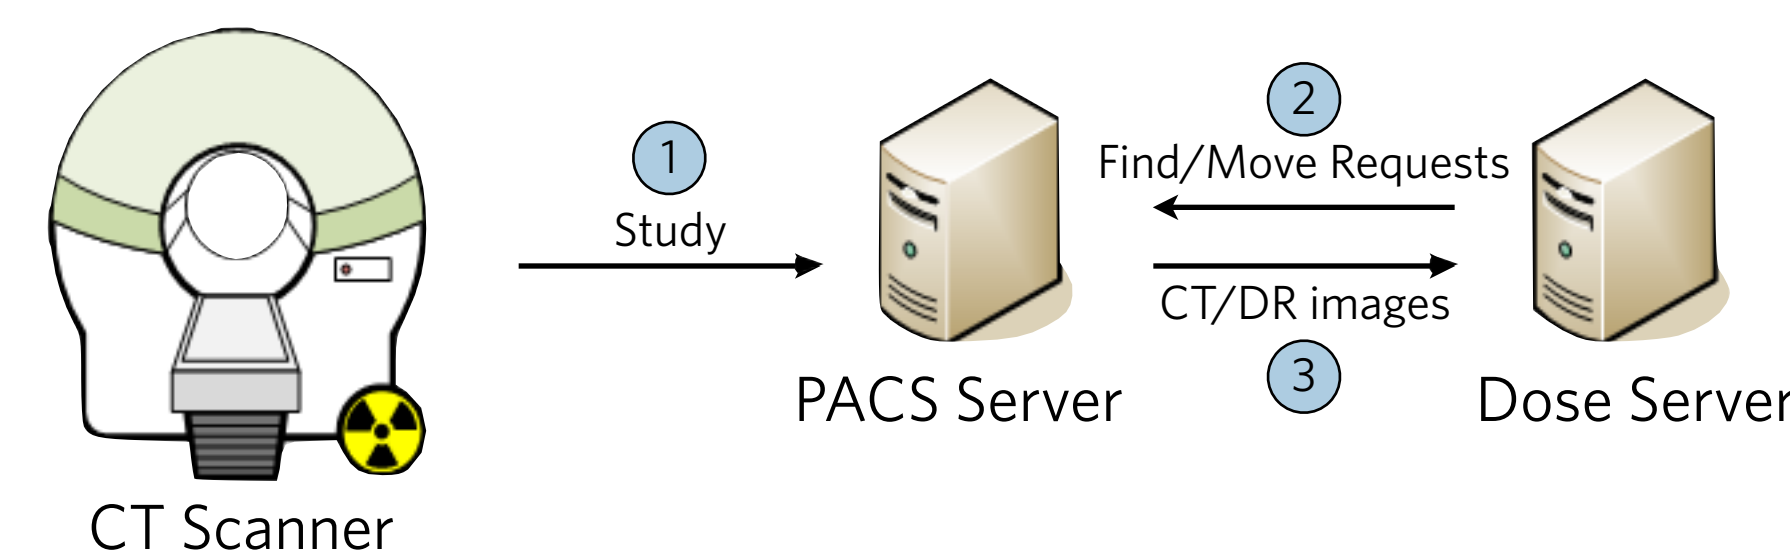 1
Study
2
Find/Move Requests
CT/DR images
3
CT Scanner
PACS Server
Dose Server